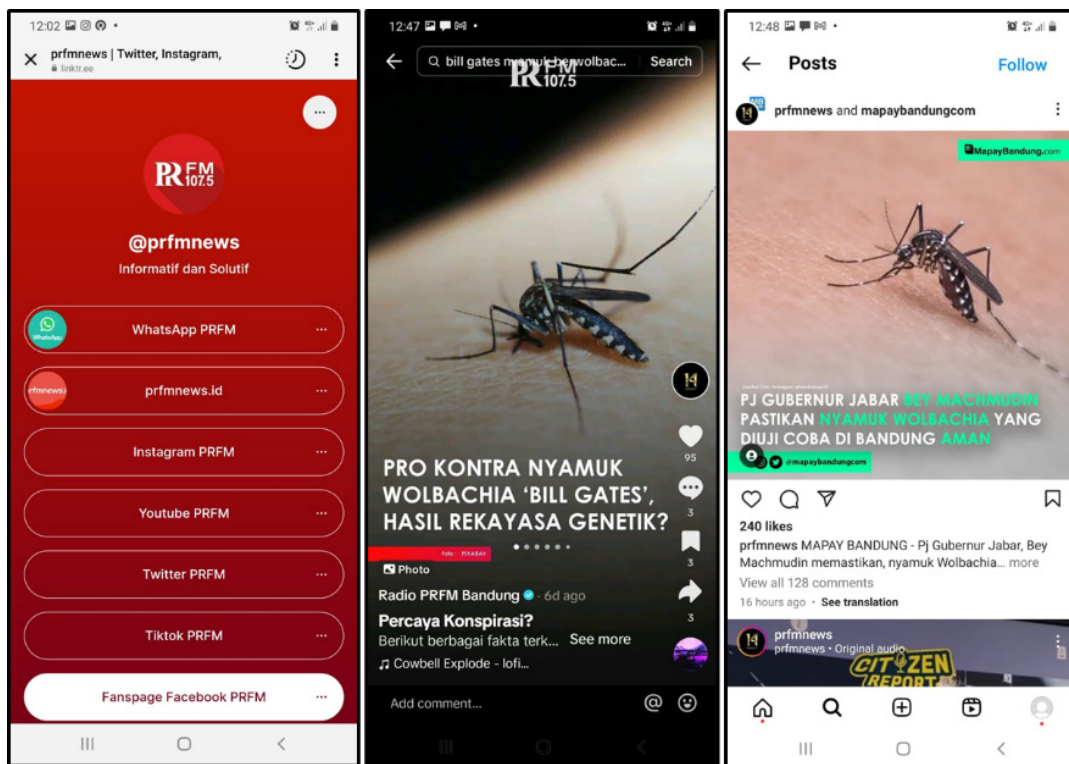 12:02
prfmnews | Twitter, Instagram,
linktr.ee
PRFM
107.5
@prfmnews
Informatif dan Solutif
WhatsApp
WhatsApp PRFM
prfmnews.id
Instagram PRFM
Youtube PRFM
Twitter PRFM
Tiktok PRFM
Fanspage Facebook PRFM
12:47
bill gates nyamuk berwolbac...
Search
PRFM
107.5
95
3
3
3
PRO KONTRA NYAMUK
WOLBACHIA 'BILL GATES',
HASIL REKAYASA GENETIK?
Foto: PIXABAY
Photo
Radio PRFM Bandung · 6d ago
Percaya Konspirasi?
Berikut berbagai fakta terk... See more
Cowbell Explode - lofi...
Add comment...
12:48
Posts
Follow
prfmnews and mapaybandungcom
MapayBandung.com
PJ GUBERNUR JABAR BEY MACHMUDIN
PASTIKAN NYAMUK WOLBACHIA YANG
DIUJI COBA DI BANDUNG AMAN
@mapaybandungcom
240 likes
prfmnews MAPAY BANDUNG - Pj Gubernur Jabar, Bey
Machmudin memastikan, nyamuk Wolbachia... more
View all 128 comments
16 hours ago · See translation
prfmnews
prfmnews • Original audio
CITIZEN
REPORT